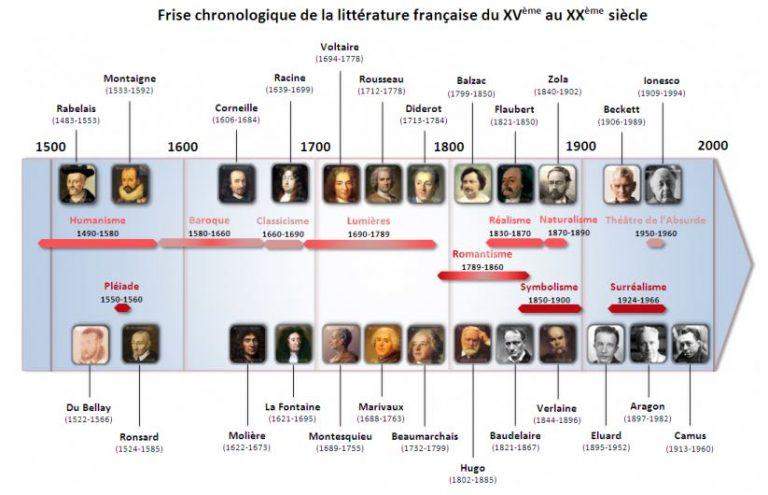 Frise chronologique de la littérature française du XVème au XXème siècle
Voltaire
(1694-1778)
Montaigne
(1533-1592)
Racine
(1639-1699)
Rousseau
(1712-1778)
Balzac
(1799-1850)
Zola
(1840-1902)
Ionesco
(1909-1994)
Rabelais
(1483-1553)
Corneille
(1606-1684)
Diderot
(1713-1784)
Flaubert
(1821-1850)
Beckett
(1906-1989)
1500 1600 1700 1800 1900 2000
Humanisme
1490-1580
Baroque
1580-1660
Classicisme
1660-1690
Lumières
1690-1789
Réalisme
1830-1870
Naturalisme
1870-1890
Théâtre de l'Absurde
1950-1960
Romantisme
1789-1860
Pléiade
1550-1560
Symbolisme
1850-1900
Surréalisme
1924-1966
Du Bellay
(1522-1566)
La Fontaine
(1621-1695)
Marivaux
(1688-1763)
Verlaine
(1844-1896)
Aragon
(1897-1982)
Ronsard
(1524-1585)
Molière
(1622-1673)
Montesquieu
(1689-1755)
Beaumarchais
(1732-1799)
Baudelaire
(1821-1867)
Eluard
(1895-1952)
Camus
(1913-1960)
Hugo
(1802-1885)